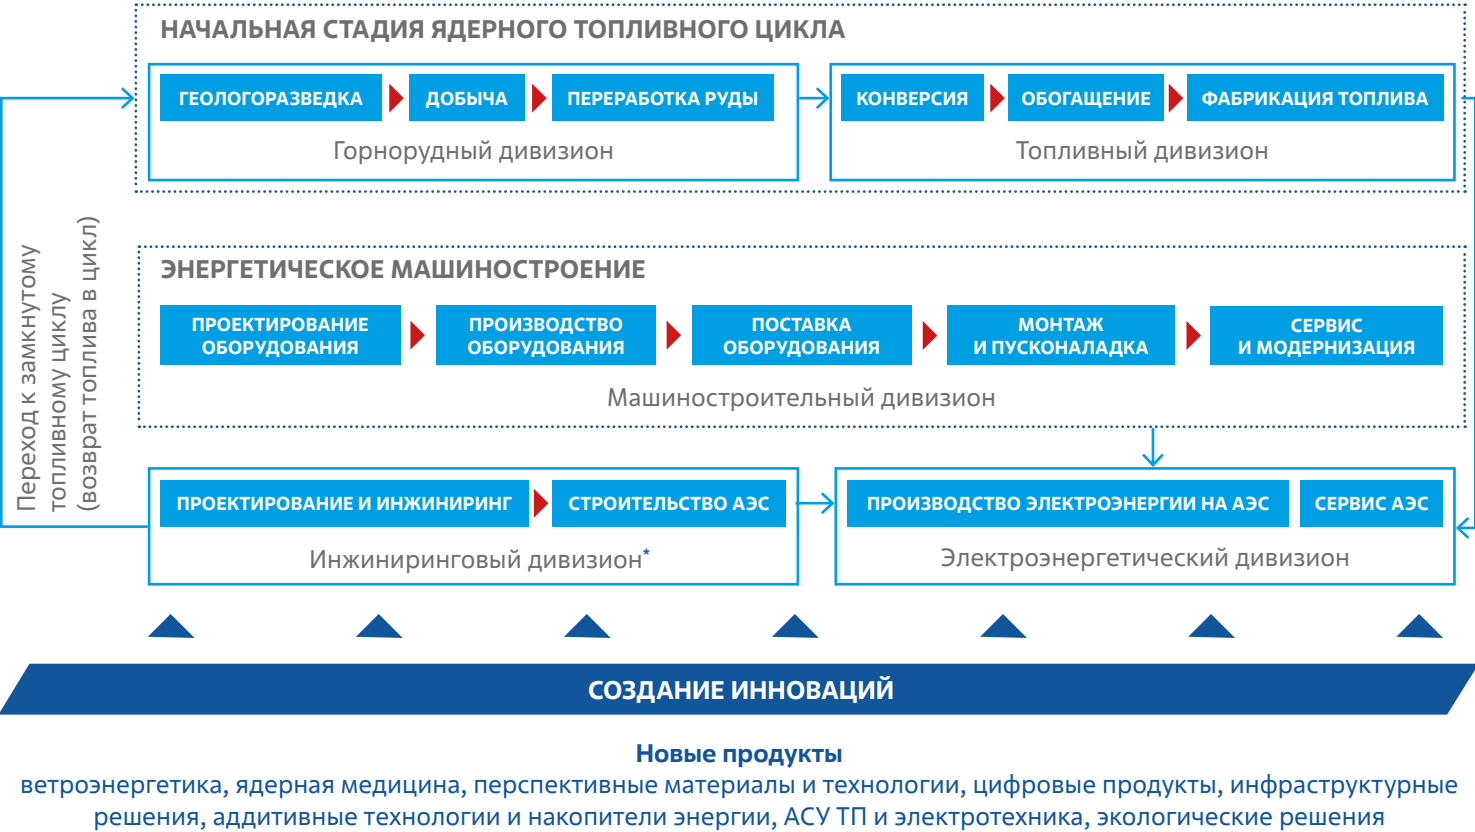 НАЧАЛЬНАЯ СТАДИЯ ЯДЕРНОГО ТОПЛИВНОГО ЦИКЛА
ГЕОЛОГОРАЗВЕДКА
ДОБЫЧА
ПЕРЕРАБОТКА РУДЫ
Горнорудный дивизион
КОНВЕРСИЯ
ОБОГАЩЕНИЕ
ФАБРИКАЦИЯ ТОПЛИВА
Топливный дивизион
Переход к замкнутому
топливному циклу
(возврат топлива в цикл)
ЭНЕРГЕТИЧЕСКОЕ МАШИНОСТРОЕНИЕ
ПРОЕКТИРОВАНИЕ
ОБОРУДОВАНИЯ
ПРОИЗВОДСТВО
ОБОРУДОВАНИЯ
ПОСТАВКА
ОБОРУДОВАНИЯ
МОНТАЖ
И ПУСКОНАЛАДКА
СЕРВИС
И МОДЕРНИЗАЦИЯ
Машиностроительный дивизион
ПРОЕКТИРОВАНИЕ И ИНЖИНИРИНГ
СТРОИТЕЛЬСТВО АЭС
Инжиниринговый дивизион*
ПРОИЗВОДСТВО ЭЛЕКТРОЭНЕРГИИ НА АЭС
СЕРВИС АЭС
Электроэнергетический дивизион
СОЗДАНИЕ ИННОВАЦИЙ
Новые продукты
ветроэнергетика, ядерная медицина, перспективные материалы и технологии, цифровые продукты, инфраструктурные
решения, аддитивные технологии и накопители энергии, АСУ ТП и электротехника, экологические решения